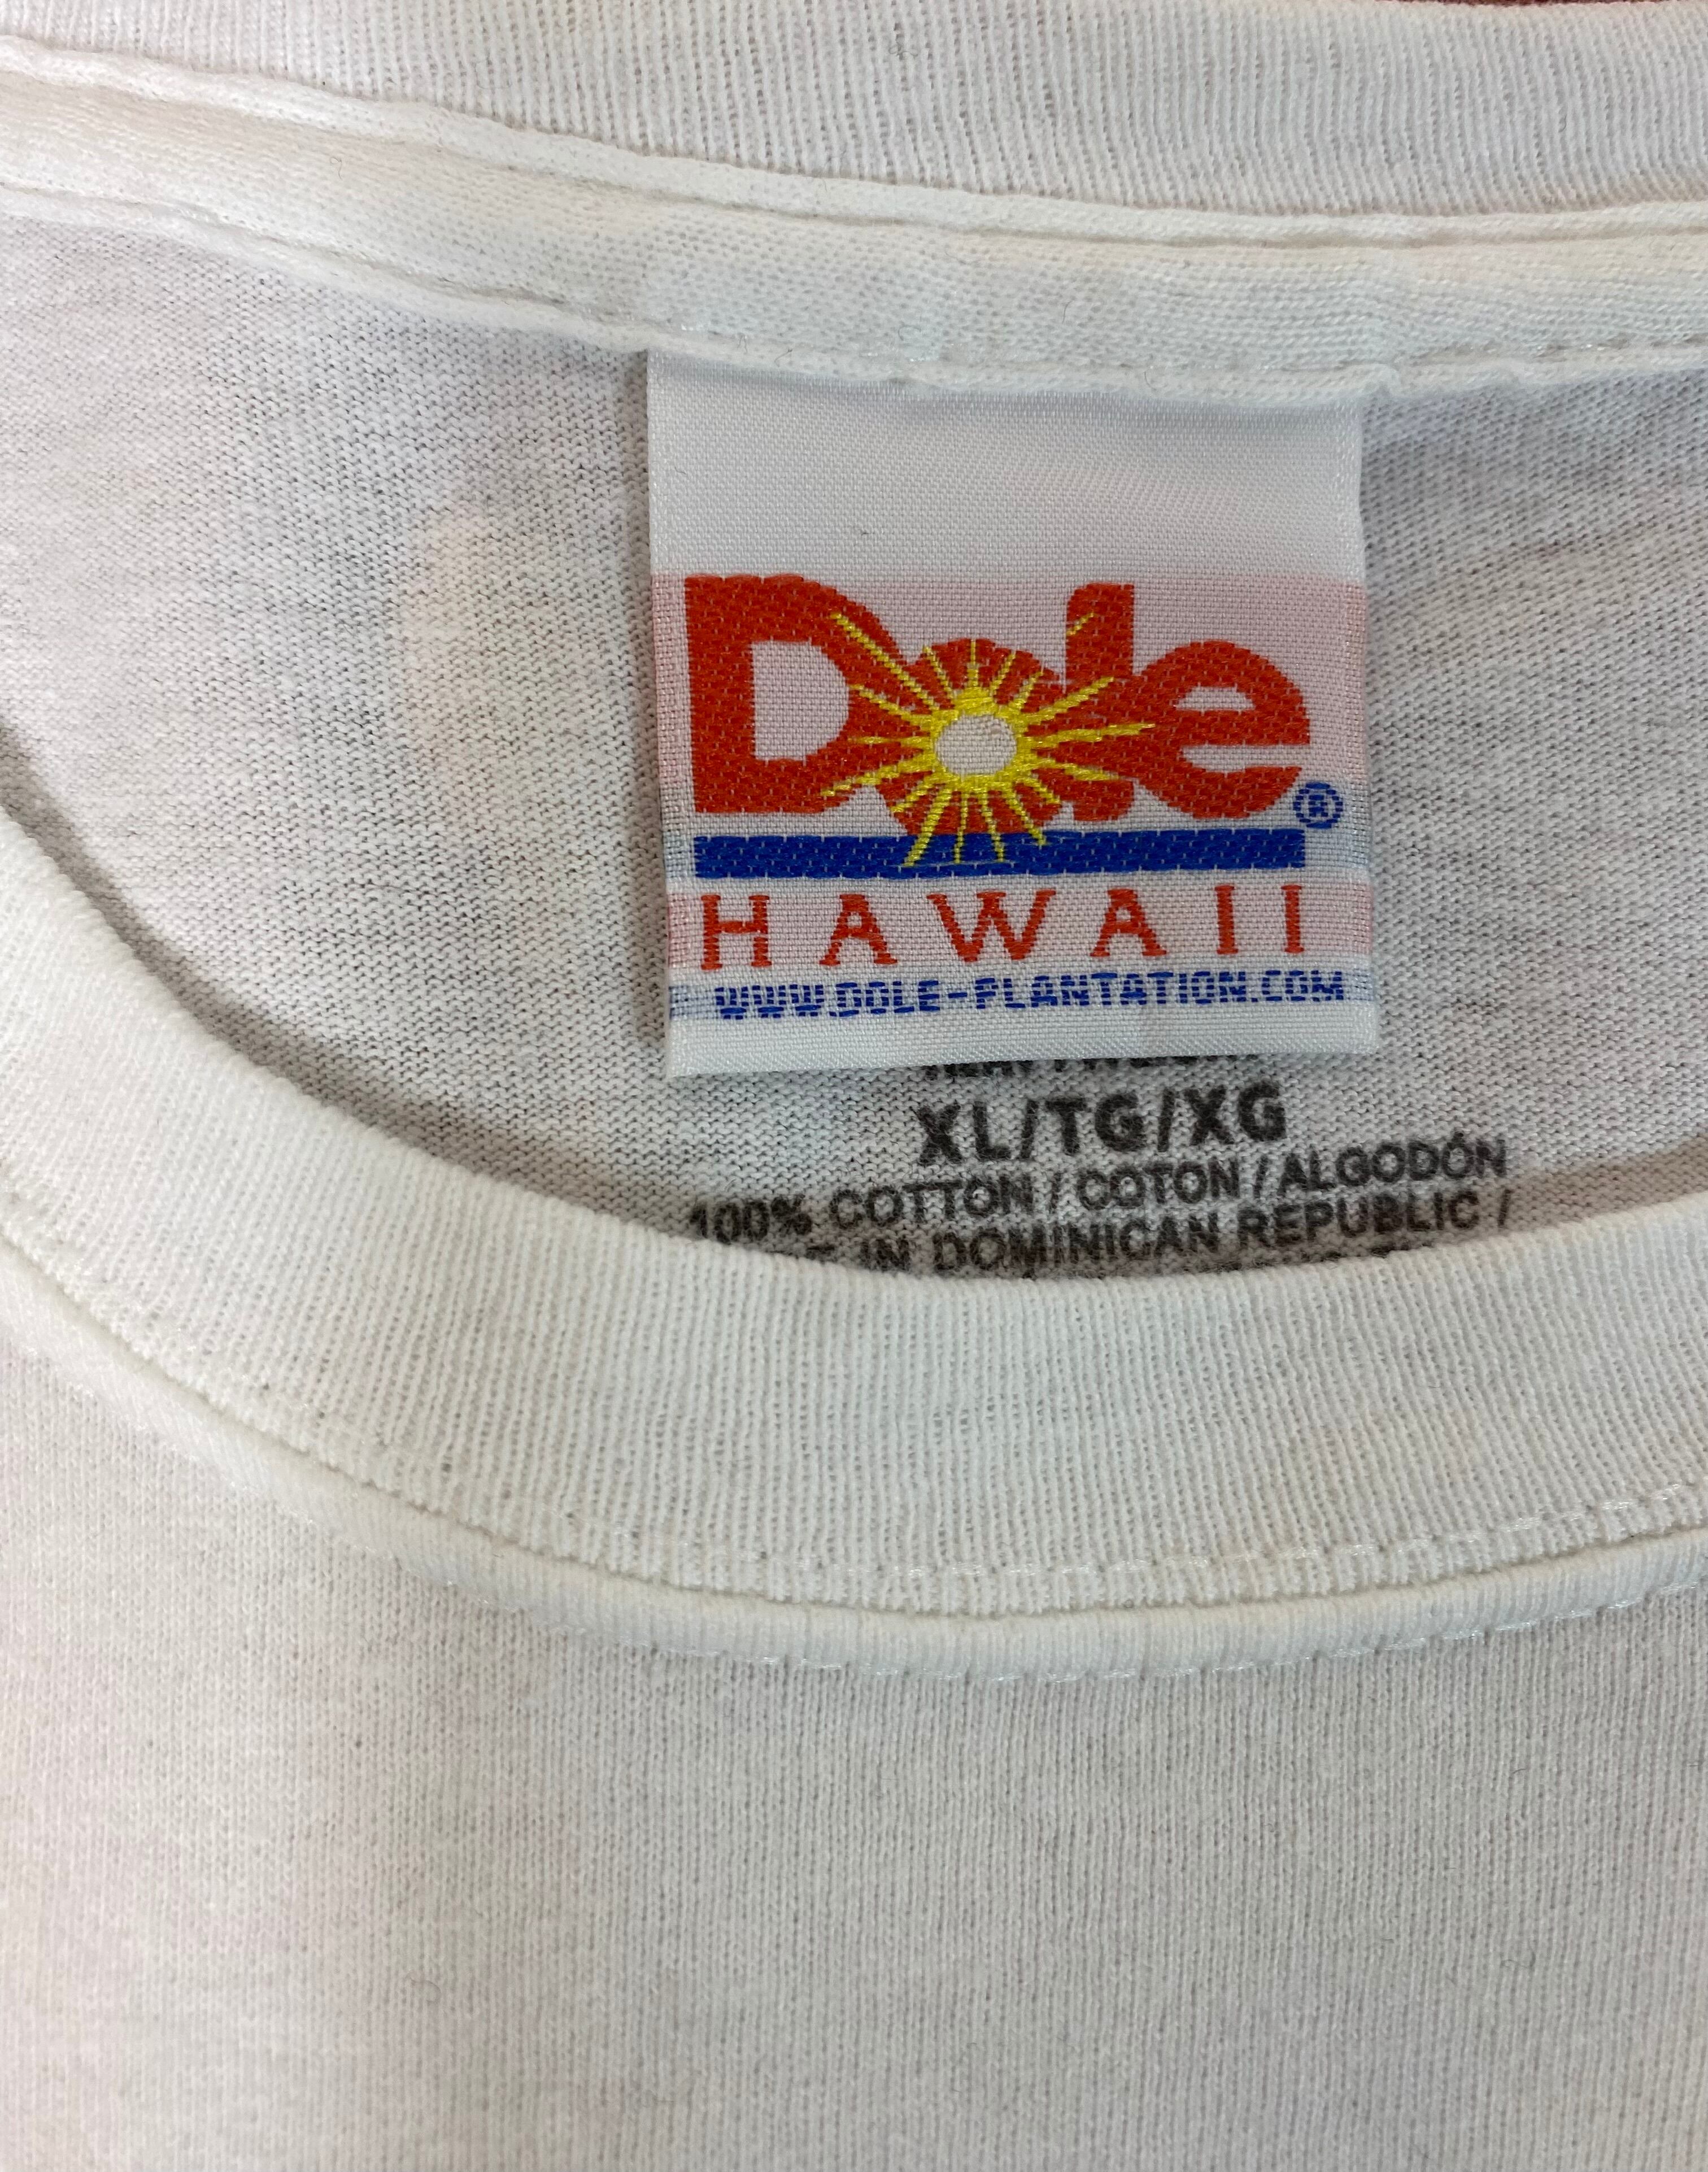 Dole®
HAWAII
WWW.DOLE-PLANTATION.COM
XL/TG/XG
100% COTTON / COTON / ALGODÓN
IN DOMINICAN REPUBLIC /